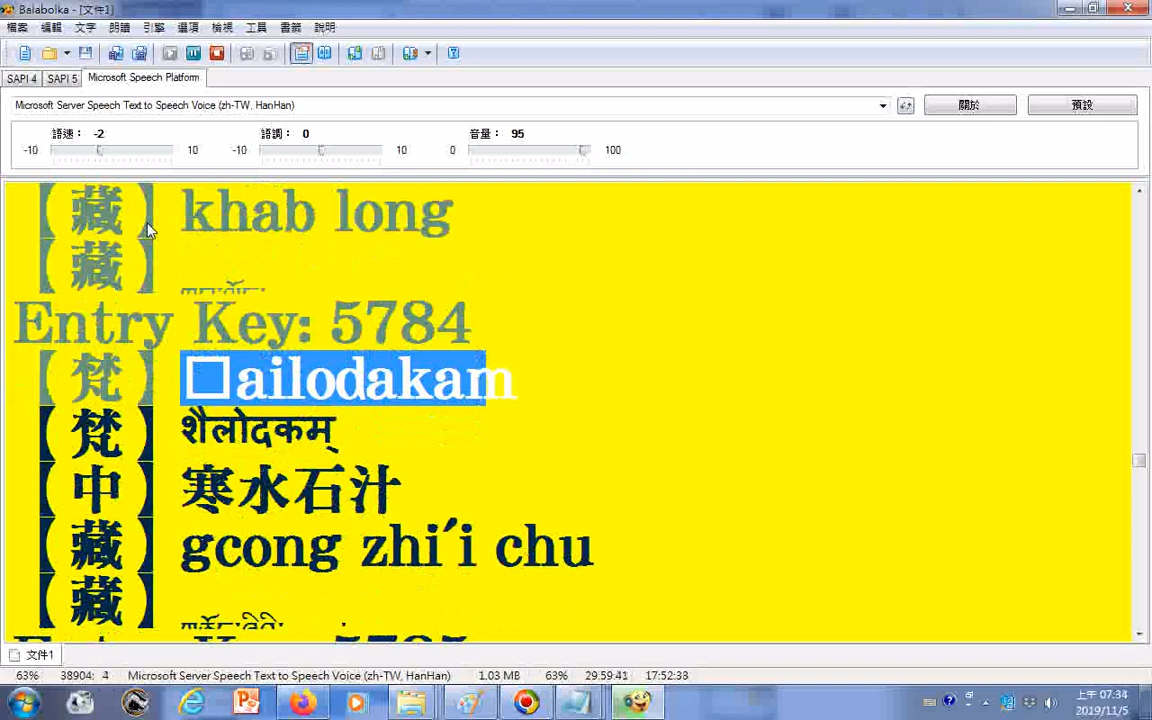 Balabolka - [文件1]
檔案 編輯 文字 朗讀 引擎 選項 檢視 工具 書籤 說明
SAPI 4 SAPI 5 Microsoft Speech Platform
Microsoft Server Speech Text to Speech Voice (zh-TW, HanHan) 關於 預設
語速： -2 語調： 0 音量： 95
-10 10 -10 10 0 100
【藏】 khab long
【藏】
Entry Key: 5784
【梵】 □ailodakam
【梵】 शैलोदकम्
【中】 寒水石汁
【藏】 gcong zhi´i chu
【藏】
Entry Key: 5785
文件1
63% 38904: 4 Microsoft Server Speech Text to Speech Voice (zh-TW, HanHan) 1.03 MB 63% 29:59:41 17:52:33
上午 07:34
2019/11/5